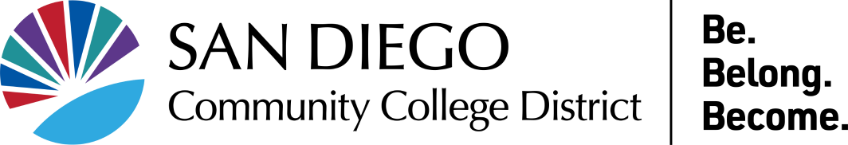 SAN DIEGO
Community College District
Be.
Belong.
Become.